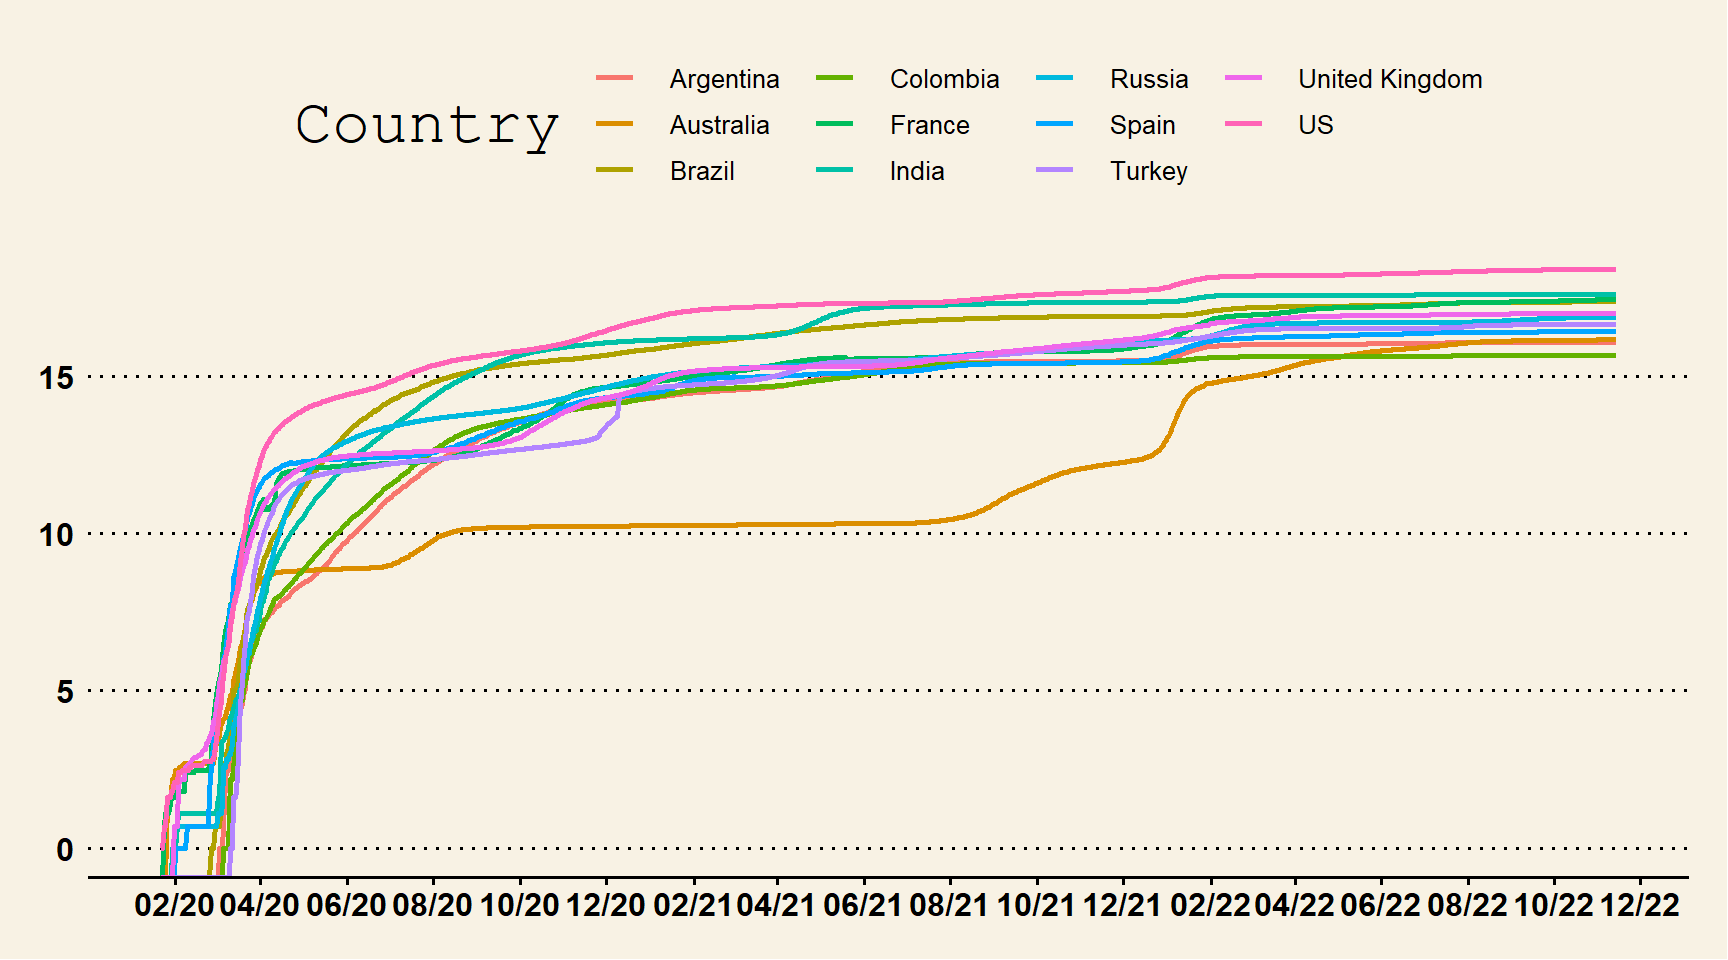 Country
Argentina Colombia Russia United Kingdom
Australia France Spain US
Brazil India Turkey
15
10
5
0
02/20 04/20 06/20 08/20 10/20 12/20 02/21 04/21 06/21 08/21 10/21 12/21 02/22 04/22 06/22 08/22 10/22 12/22